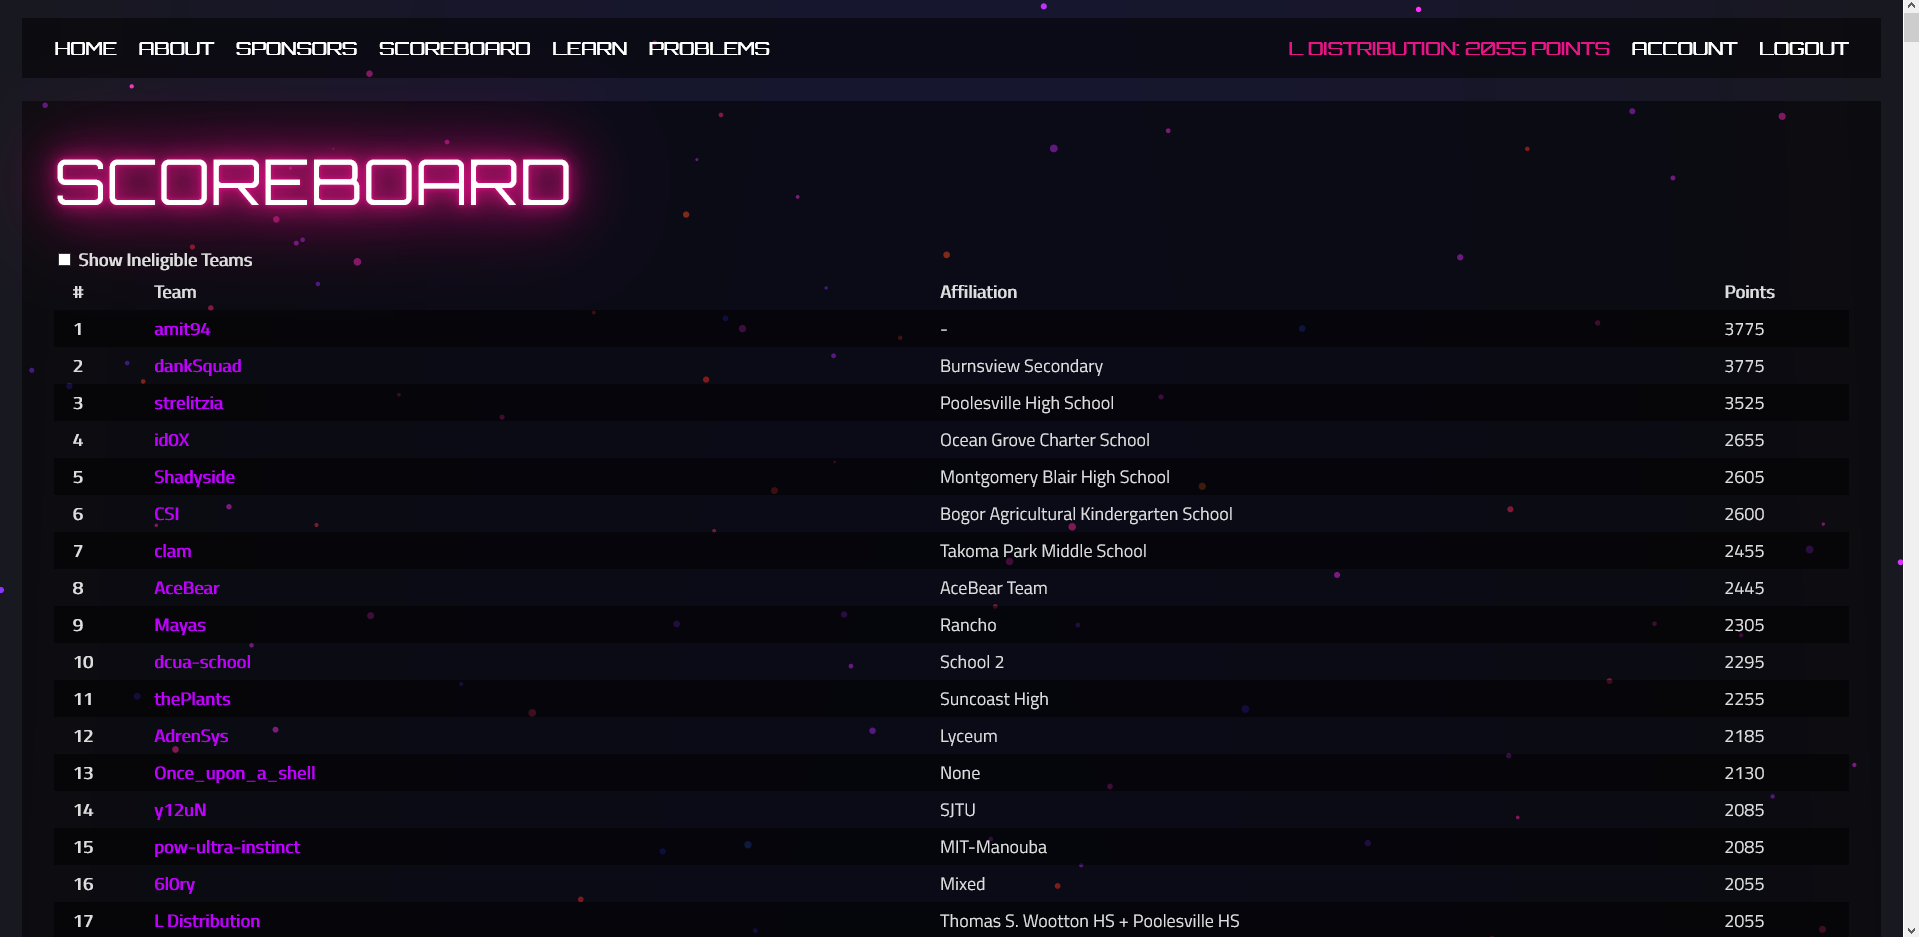 HOME ABOUT SPONSORS SCOREBOARD LEARN PROBLEMS L DISTRIBUTION: 2055 POINTS ACCOUNT LOGOUT
SCOREBOARD
Show Ineligible Teams
# Team Affiliation Points
1 amit94 - 3775
2 dankSquad Burnsview Secondary 3775
3 strelitzia Poolesville High School 3525
4 id0X Ocean Grove Charter School 2655
5 Shadyside Montgomery Blair High School 2605
6 CSI Bogor Agricultural Kindergarten School 2600
7 clam Takoma Park Middle School 2455
8 AceBear AceBear Team 2445
9 Mayas Rancho 2305
10 dcua-school School 2 2295
11 thePlants Suncoast High 2255
12 AdrenSys Lyceum 2185
13 Once_upon_a_shell None 2130
14 y12uN SJTU 2085
15 pow-ultra-instinct MIT-Manouba 2085
16 6l0ry Mixed 2055
17 L Distribution Thomas S. Wootton HS + Poolesville HS 2055